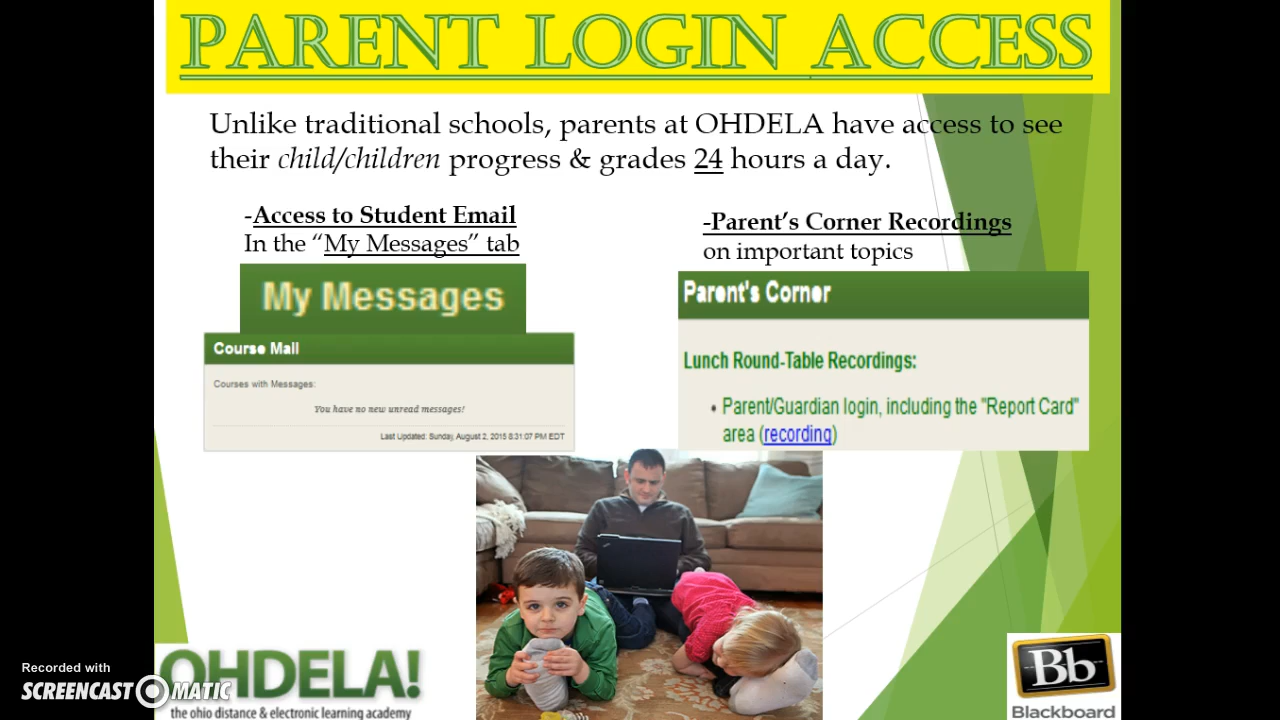 PARENT LOGIN ACCESS
Unlike traditional schools, parents at OHDELA have access to see
their child/children progress & grades 24 hours a day.
-Access to Student Email
In the “My Messages” tab
-Parent’s Corner Recordings
on important topics
My Messages
Course Mail
Courses with Messages:
You have no new unread messages!
Last Updated: Sunday, August 2, 2015 8:31:07 PM EDT
Parent's Corner
Lunch Round-Table Recordings:
• Parent/Guardian login, including the "Report Card"
area (recording)
OHDELA!
the ohio distance & electronic learning academy
Recorded with
SCREENCAST-O-MATIC
Bb
Blackboard